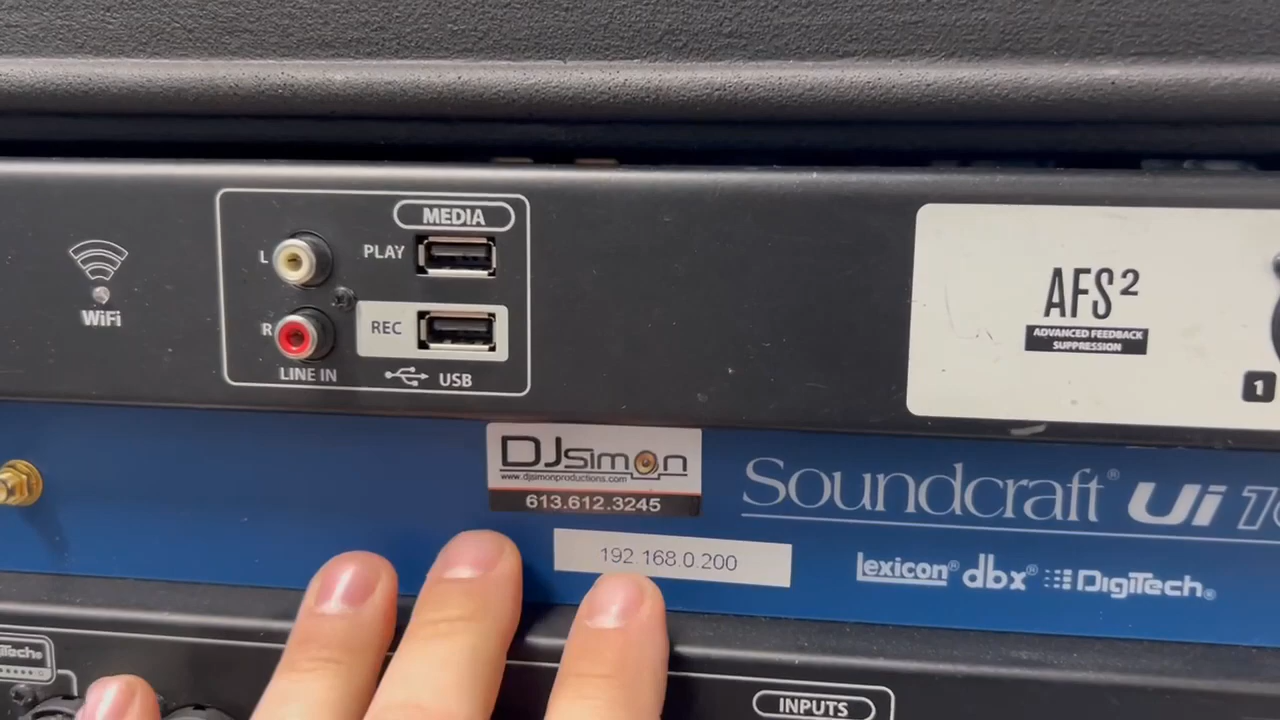 MEDIA
L
PLAY
WiFi
R
REC
LINE IN
USB
AFS²
ADVANCED FEEDBACK
SUPPRESSION
1
DJsimon
www.djsimonproductions.com
613.612.3245
Soundcraft® Ui
192.168.0.200
lexicon® dbx® DigiTech®
INPUTS